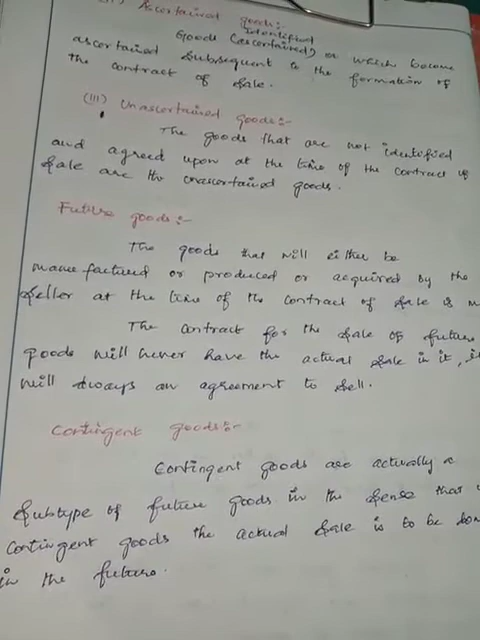 Ascertained goods:-
Identified
Goods (ascertained) or which become
ascertained subsequent to the formation of
the contract of sale.
(III) Unascertained goods:-
The goods that are not identified
and agreed upon at the time of the contract of
sale are the unascertained goods.
Future goods:-
The goods that will either be
manufactured or produced or acquired by the
seller at the time of the contract of sale is
The contract for the sale of future
goods will never have the actual sale in it,
will always an agreement to sell.
Contingent goods:-
Contingent goods are actually a
subtype of future goods in the sense that
contingent goods the actual sale is to be
in the future.